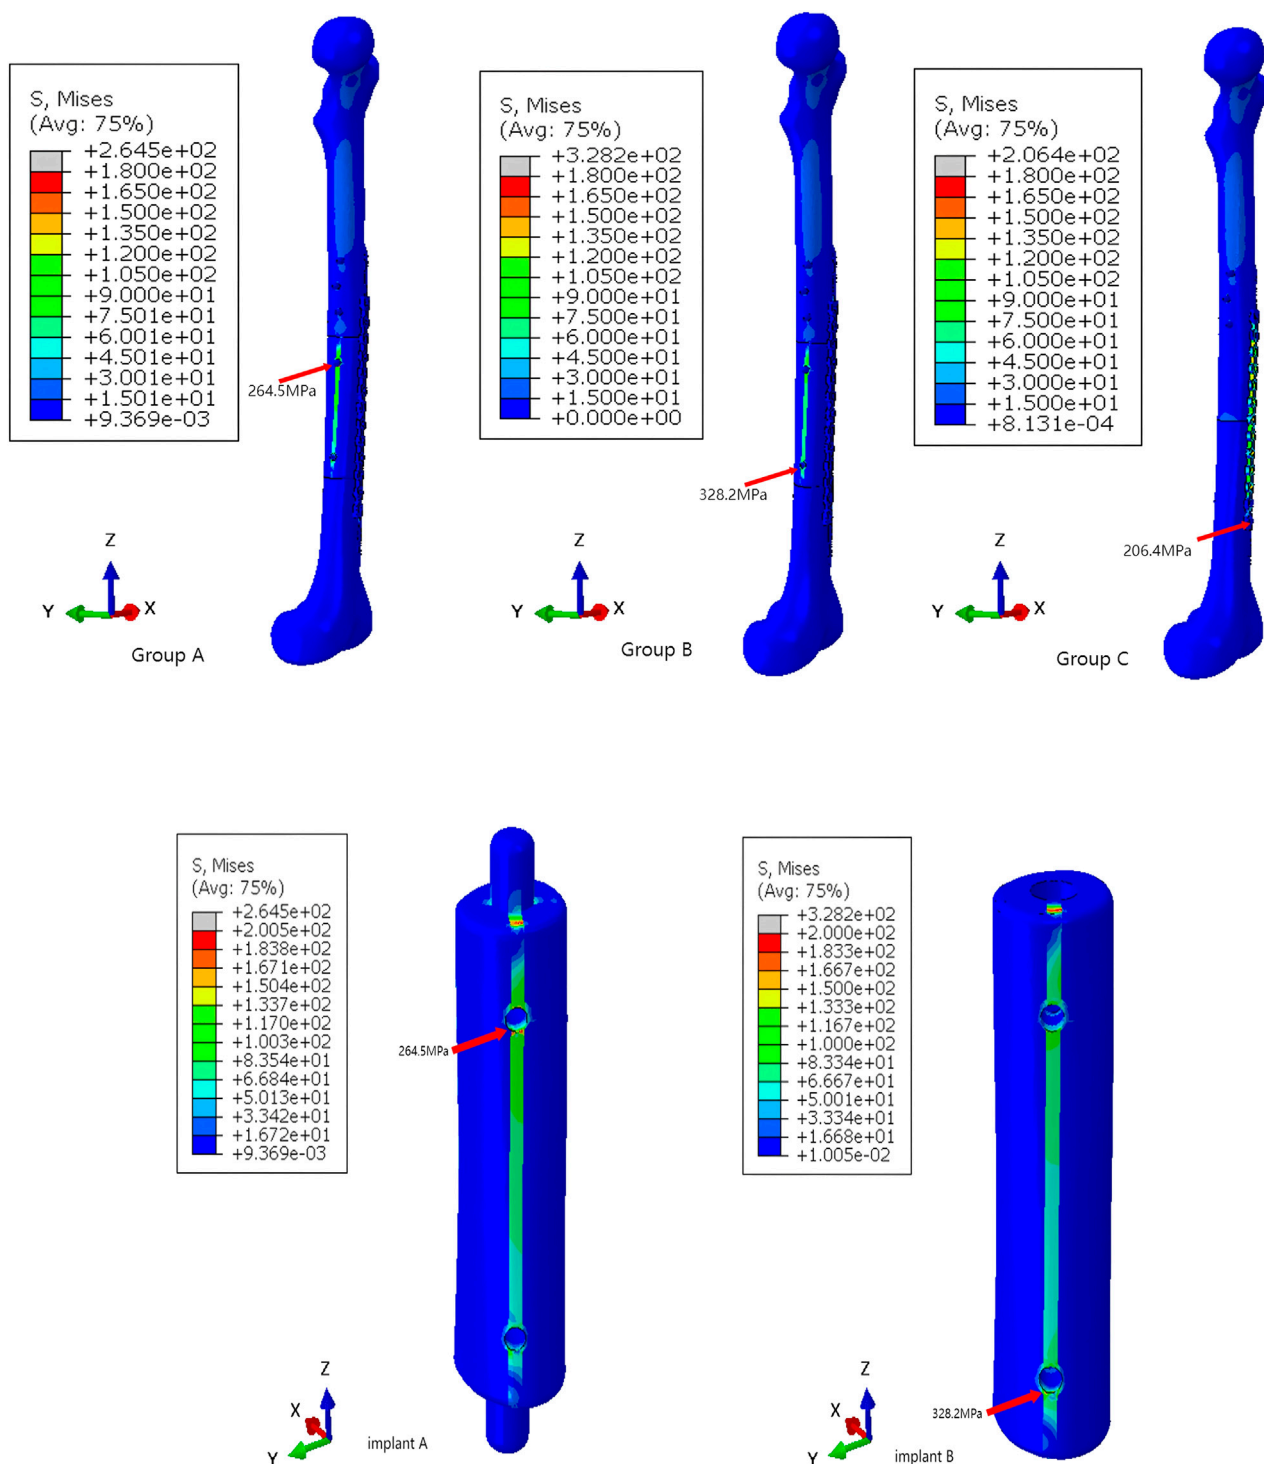 S, Mises
(Avg: 75%)
+2.645e+02
+1.800e+02
+1.650e+02
+1.500e+02
+1.350e+02
+1.200e+02
+1.050e+02
+9.000e+01
+7.501e+01
+6.001e+01
+4.501e+01
+3.001e+01
+1.501e+01
+9.369e-03
264.5MPa
Z
Y
X
Group A
S, Mises
(Avg: 75%)
+3.282e+02
+1.800e+02
+1.650e+02
+1.500e+02
+1.350e+02
+1.200e+02
+1.050e+02
+9.000e+01
+7.500e+01
+6.000e+01
+4.500e+01
+3.000e+01
+1.500e+01
+0.000e+00
328.2MPa
Z
Y
X
Group B
S, Mises
(Avg: 75%)
+2.064e+02
+1.800e+02
+1.650e+02
+1.500e+02
+1.350e+02
+1.200e+02
+1.050e+02
+9.000e+01
+7.500e+01
+6.000e+01
+4.500e+01
+3.000e+01
+1.500e+01
+8.131e-04
206.4MPa
Z
Y
X
Group C
S, Mises
(Avg: 75%)
+2.645e+02
+2.005e+02
+1.838e+02
+1.671e+02
+1.504e+02
+1.337e+02
+1.170e+02
+1.003e+02
+8.354e+01
+6.684e+01
+5.013e+01
+3.342e+01
+1.672e+01
+9.369e-03
264.5MPa
Z
X
Y
implant A
S, Mises
(Avg: 75%)
+3.282e+02
+2.000e+02
+1.833e+02
+1.667e+02
+1.500e+02
+1.333e+02
+1.167e+02
+1.000e+02
+8.334e+01
+6.667e+01
+5.001e+01
+3.334e+01
+1.668e+01
+1.005e-02
328.2MPa
Z
X
Y
implant B